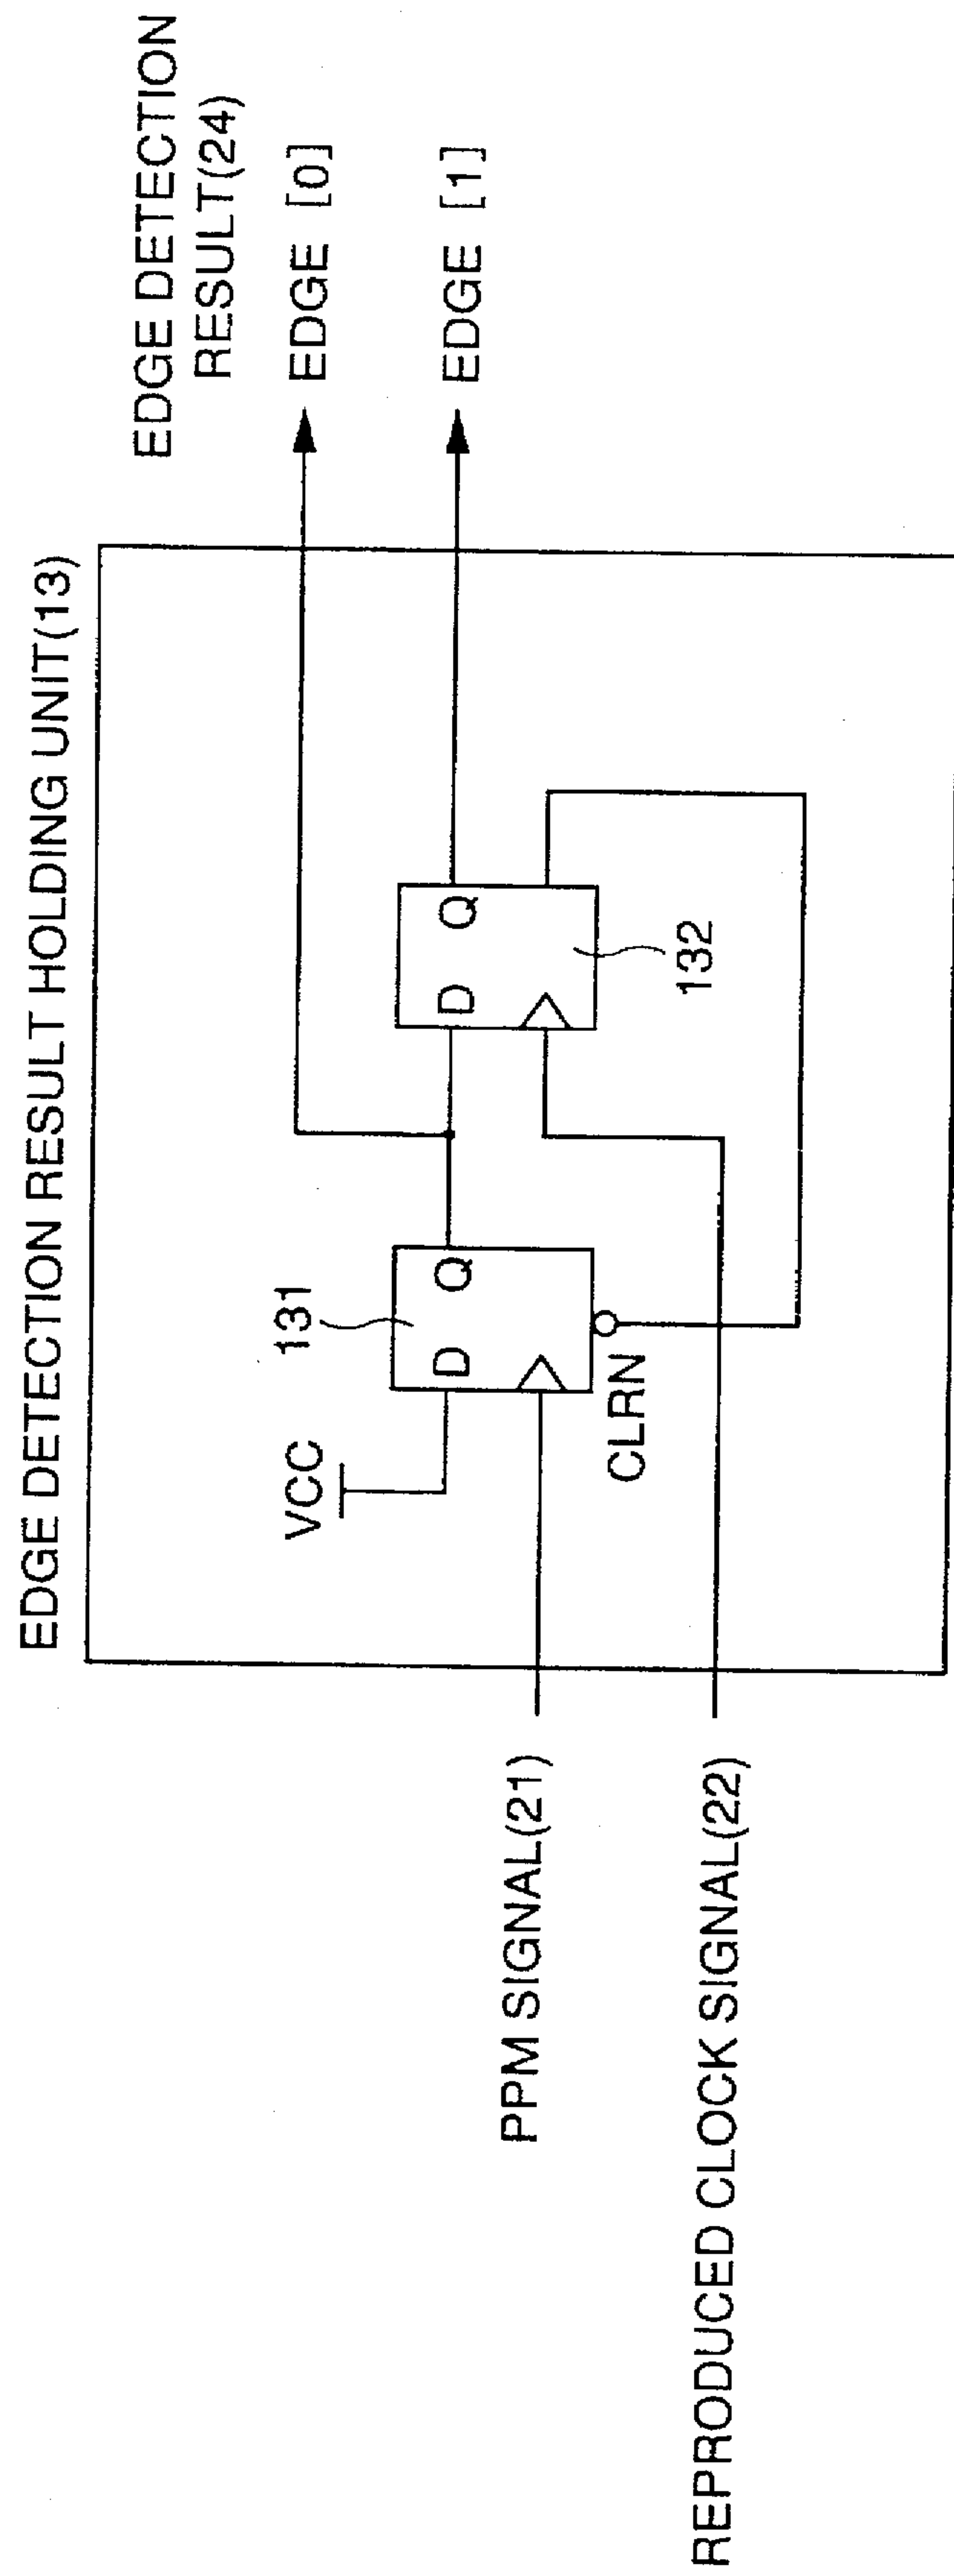 EDGE DETECTION RESULT HOLDING UNIT(13)
EDGE DETECTION
RESULT(24)
EDGE [0]
EDGE [1]
VCC
131
D
Q
CLRN
D
Q
132
PPM SIGNAL(21)
REPRODUCED CLOCK SIGNAL(22)